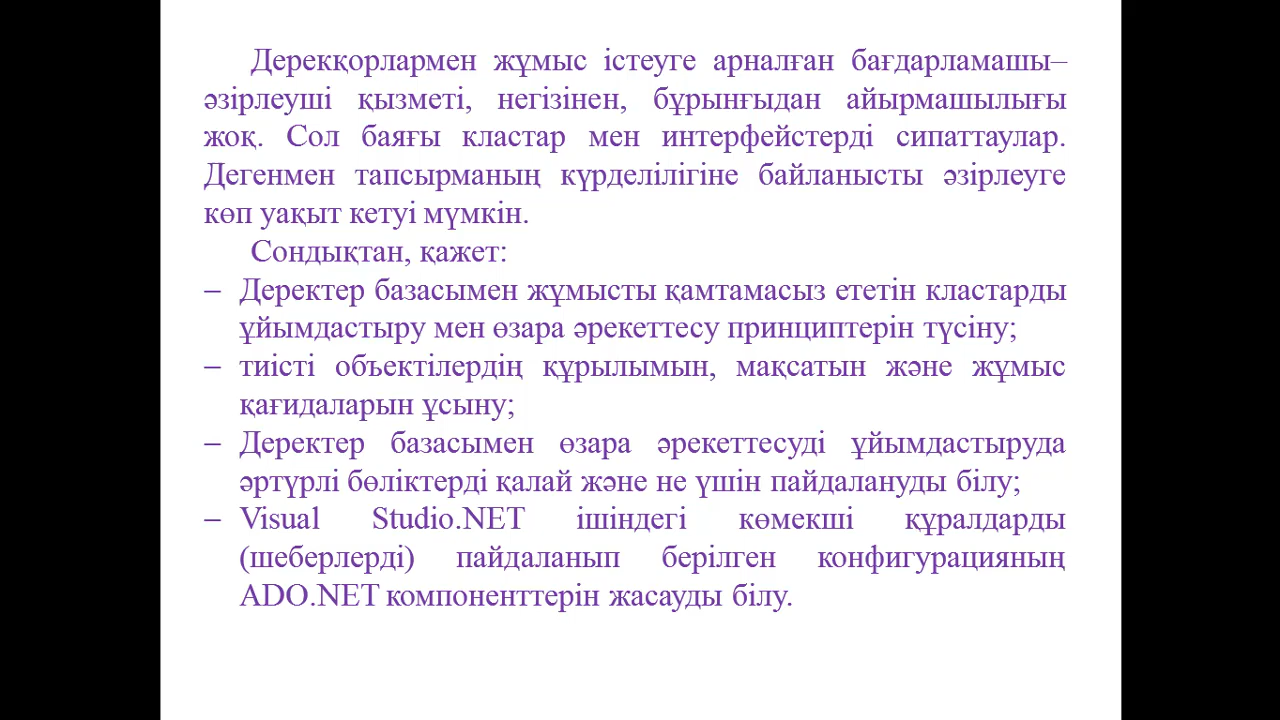 Дерекқорлармен жұмыс істеуге арналған бағдарламашы–
әзірлеуші қызметі, негізінен, бұрынғыдан айырмашылығы
жоқ. Сол баяғы кластар мен интерфейстерді сипаттаулар.
Дегенмен тапсырманың күрделілігіне байланысты әзірлеуге
көп уақыт кетуі мүмкін.
Сондықтан, қажет:
– Деректер базасымен жұмысты қамтамасыз ететін кластарды
ұйымдастыру мен өзара әрекеттесу принциптерін түсіну;
– тиісті объектілердің құрылымын, мақсатын және жұмыс
қағидаларын ұсыну;
– Деректер базасымен өзара әрекеттесуді ұйымдастыруда
әртүрлі бөліктерді қалай және не үшін пайдалануды білу;
– Visual Studio.NET ішіндегі көмекші құралдарды
(шеберлерді) пайдаланып берілген конфигурацияның
ADO.NET компоненттерін жасауды білу.